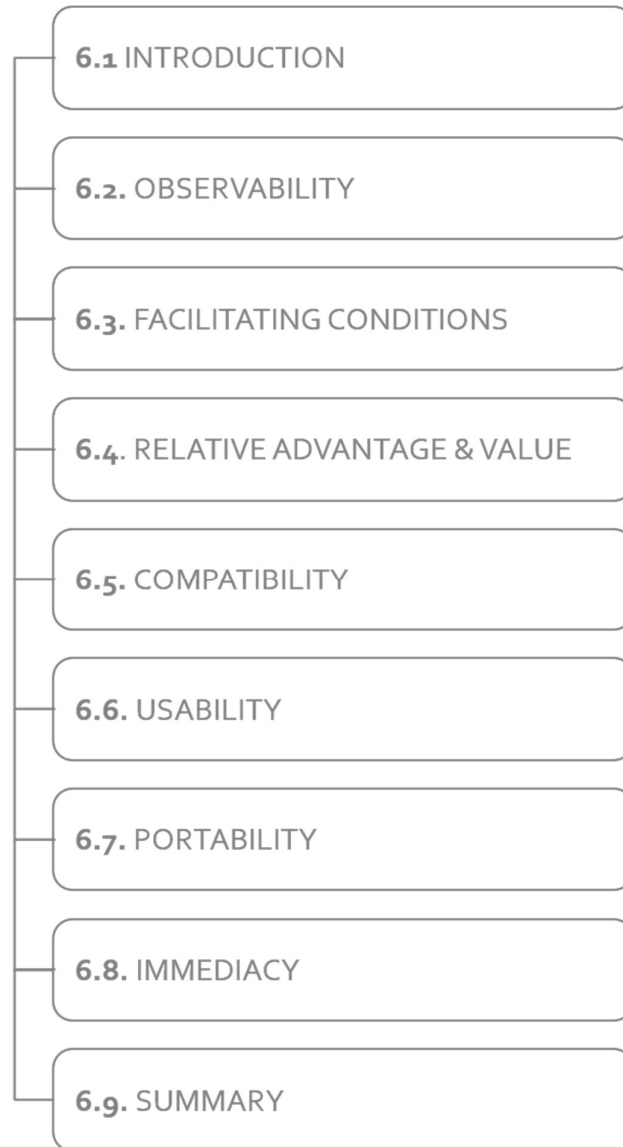 6.1 INTRODUCTION
6.2. OBSERVABILITY
6.3. FACILITATING CONDITIONS
6.4. RELATIVE ADVANTAGE & VALUE
6.5. COMPATIBILITY
6.6. USABILITY
6.7. PORTABILITY
6.8. IMMEDIACY
6.9. SUMMARY